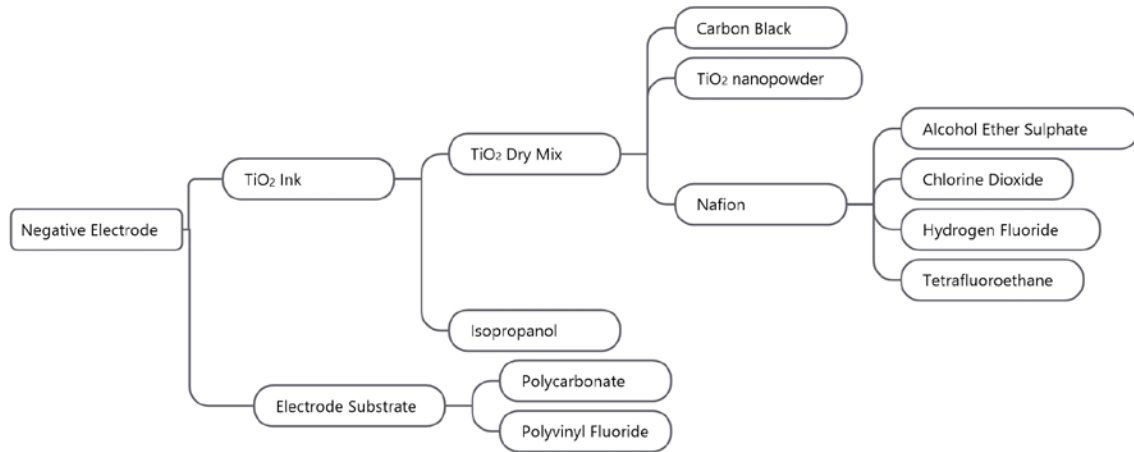 Carbon Black
TiO₂ nanopowder
Alcohol Ether Sulphate
TiO₂ Dry Mix
TiO₂ Ink
Chlorine Dioxide
Nafion
Negative Electrode
Hydrogen Fluoride
Tetrafluoroethane
Isopropanol
Polycarbonate
Electrode Substrate
Polyvinyl Fluoride